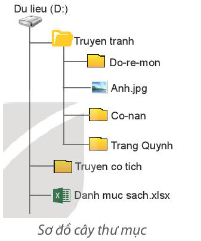 Du lieu (D:)
Truyen tranh
Do-re-mon
Anh.jpg
Co-nan
Trang Quynh
Truyen co tich
Danh muc sach.xlsx
Sơ đồ cây thư mục